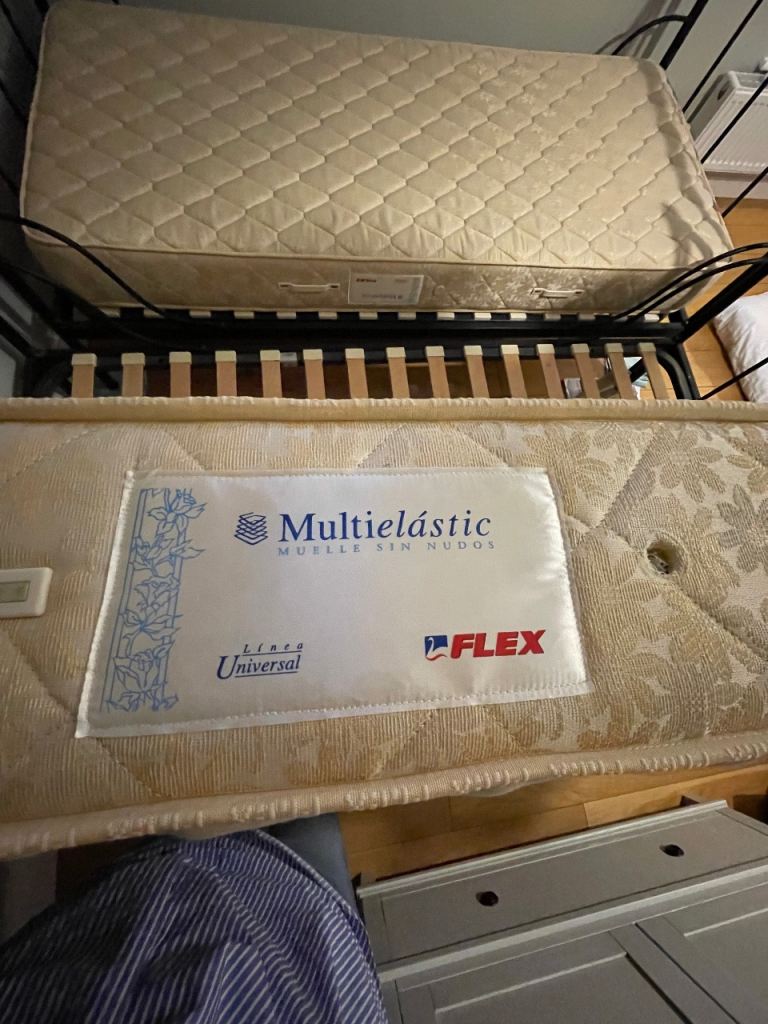 Multielástic
MUELLE SIN NUDOS
Línea
Universal
FLEX